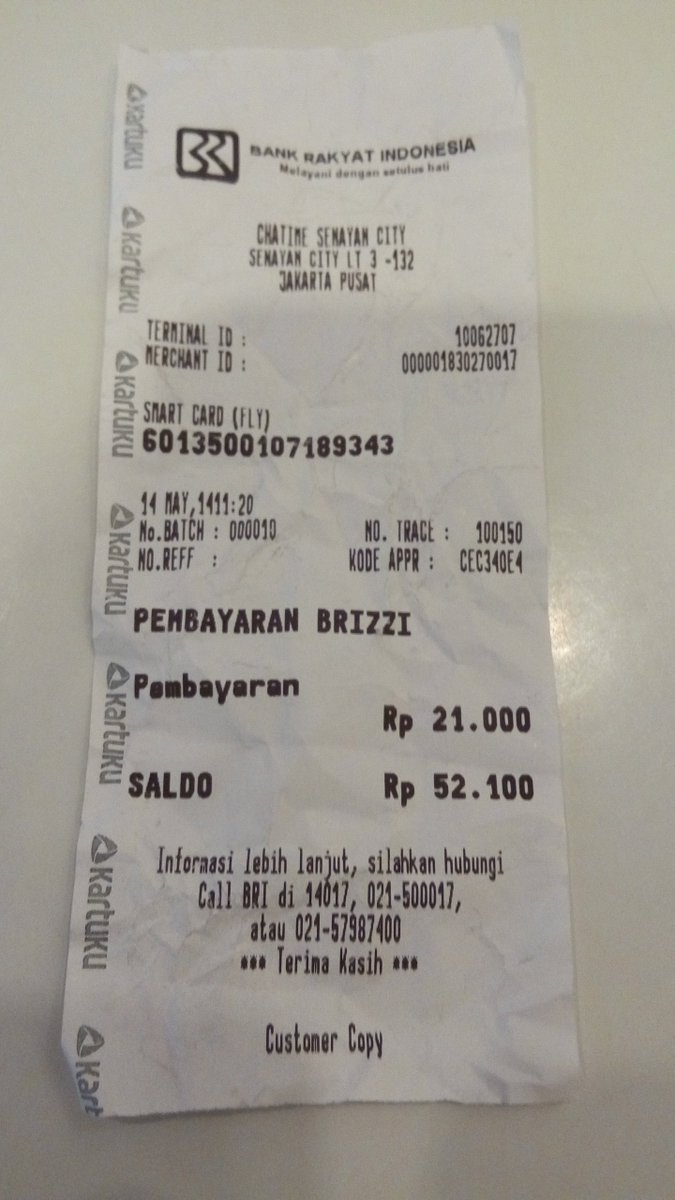 BANK RAKYAT INDONESIA
Melayani dengan setulus hati
CHATIME SENAYAN CITY
SENAYAN CITY LT 3 -132
JAKARTA PUSAT
TERMINAL ID : 10062707
MERCHANT ID : 000001830270017
SMART CARD (FLY)
6013500107189343
14 MAY,1411:20
No.BATCH : 000010 NO. TRACE : 100150
NO.REFF : KODE APPR : CEC340E4
PEMBAYARAN BRIZZI
Pembayaran
Rp 21.000
SALDO Rp 52.100
Informasi lebih lanjut, silahkan hubungi
Call BRI di 14017, 021-500017,
atau 021-57987400
*** Terima Kasih ***
Customer Copy
kartuku
kartuku
kartuku
kartuku
kartuku
kartuku
kart